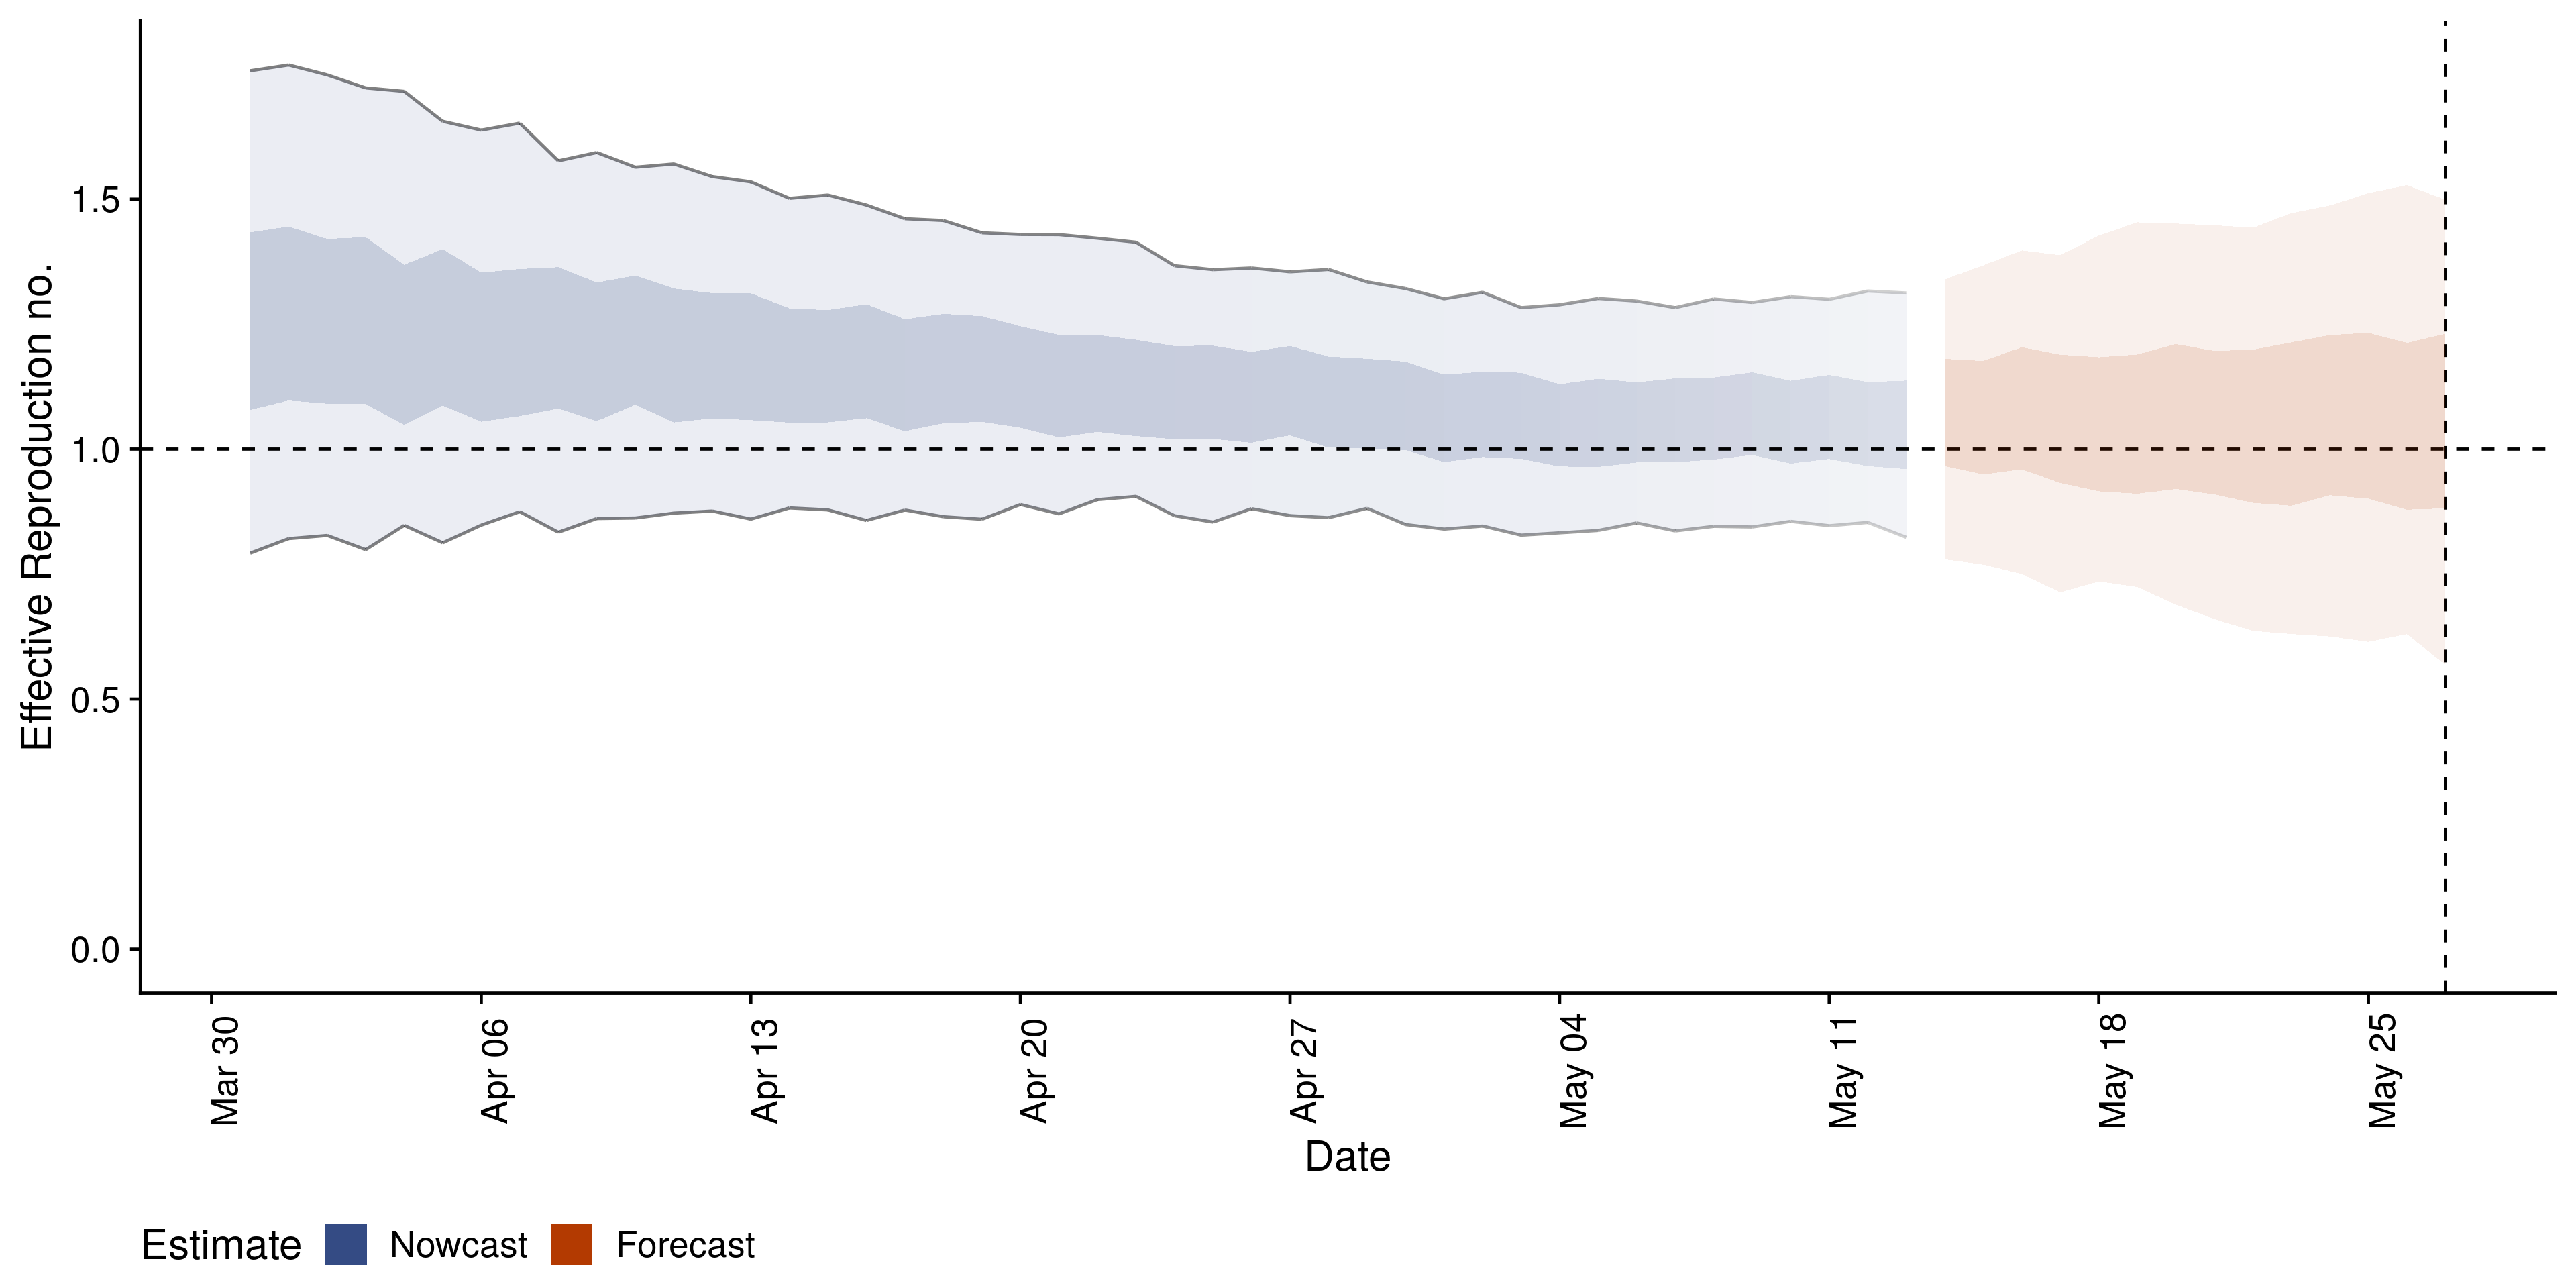 Effective Reproduction no.
1.5
1.0
0.5
0.0
Mar 30
Apr 06
Apr 13
Apr 20
Apr 27
May 04
May 11
May 18
May 25
Date
Estimate Nowcast Forecast